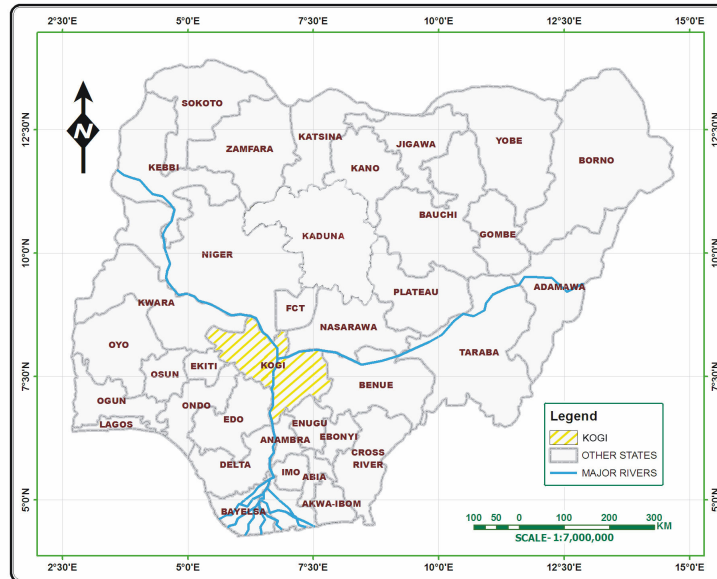 2°30'E 5°0'E 7°30'E 10°0'E 12°30'E 15°0'E
N
12°30'N 12°30'N
10°0'N 10°0'N
7°30'N 7°30'N
5°0'N 5°0'N
SOKOTO
ZAMFARA
KATSINA
JIGAWA
YOBE
BORNO
KEBBI
KANO
BAUCHI
GOMBE
KADUNA
NIGER
ADAMAWA
PLATEAU
KWARA
FCT
NASARAWA
TARABA
OYO
OSUN
EKITI
KOGI
BENUE
OGUN
LAGOS
ONDO
EDO
ENUGU
ANAMBRA
EBONYI
CROSS
RIVER
DELTA
IMO
ABIA
BAYELSA
AKWA-IBOM
Legend
KOGI
OTHER STATES
MAJOR RIVERS
100 50 0 100 200 300 KM
SCALE- 1:7,000,000
2°30'E 5°0'E 7°30'E 10°0'E 12°30'E 15°0'E